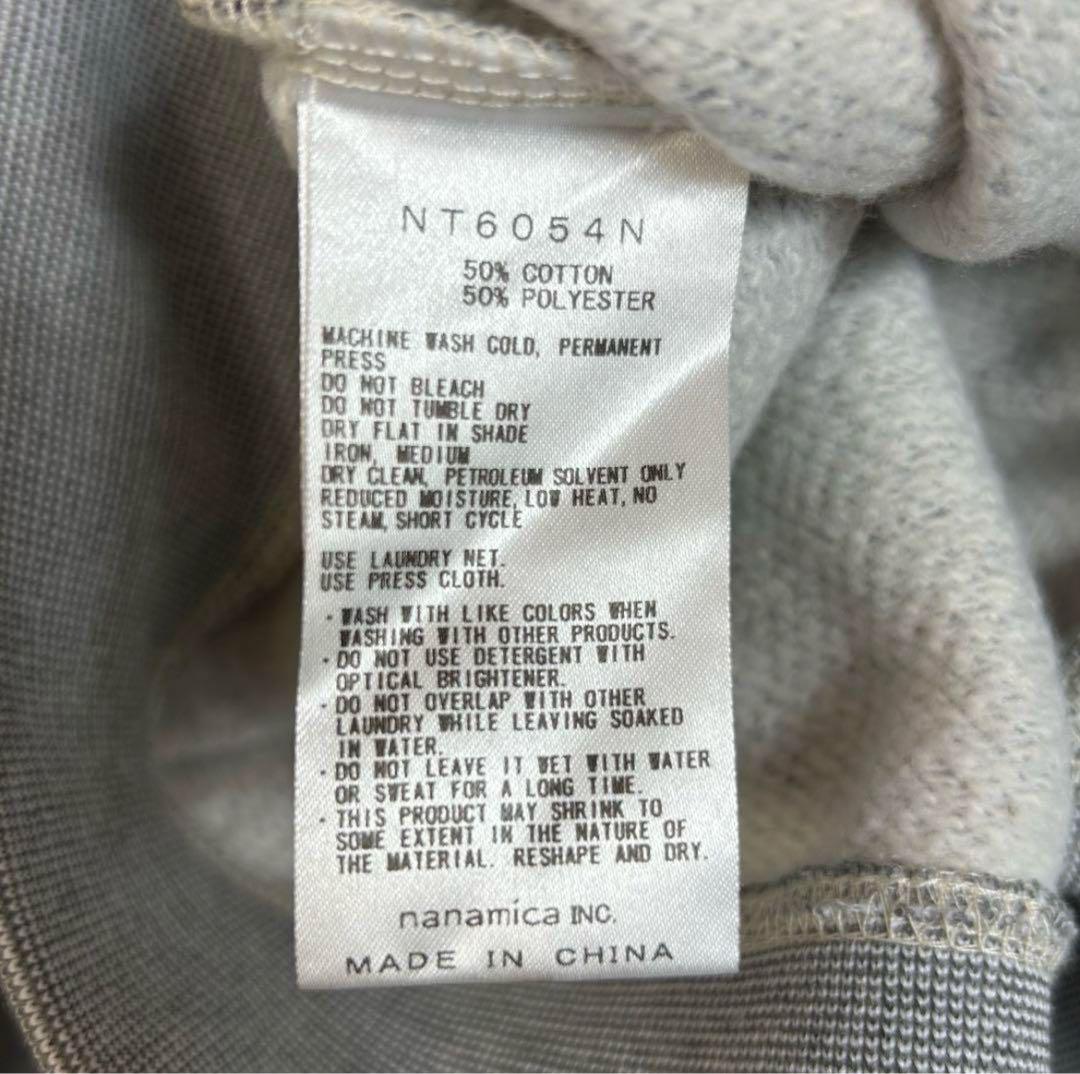 NT6054N
50% COTTON
50% POLYESTER
MACHINE WASH COLD, PERMANENT
PRESS
DO NOT BLEACH
DO NOT TUMBLE DRY
DRY FLAT IN SHADE
IRON, MEDIUM
DRY CLEAN, PETROLEUM SOLVENT ONLY
REDUCED MOISTURE, LOW HEAT, NO
STEAM, SHORT CYCLE
USE LAUNDRY NET.
USE PRESS CLOTH.
・WASH WITH LIKE COLORS WHEN
WASHING WITH OTHER PRODUCTS.
・DO NOT USE DETERGENT WITH
OPTICAL BRIGHTENER.
・DO NOT OVERLAP WITH OTHER
LAUNDRY WHILE LEAVING SOAKED
IN WATER.
・DO NOT LEAVE IT WET WITH WATER
OR SWEAT FOR A LONG TIME.
・THIS PRODUCT MAY SHRINK TO
SOME EXTENT IN THE NATURE OF
THE MATERIAL. RESHAPE AND DRY.
nanamica INC.
MADE IN CHINA